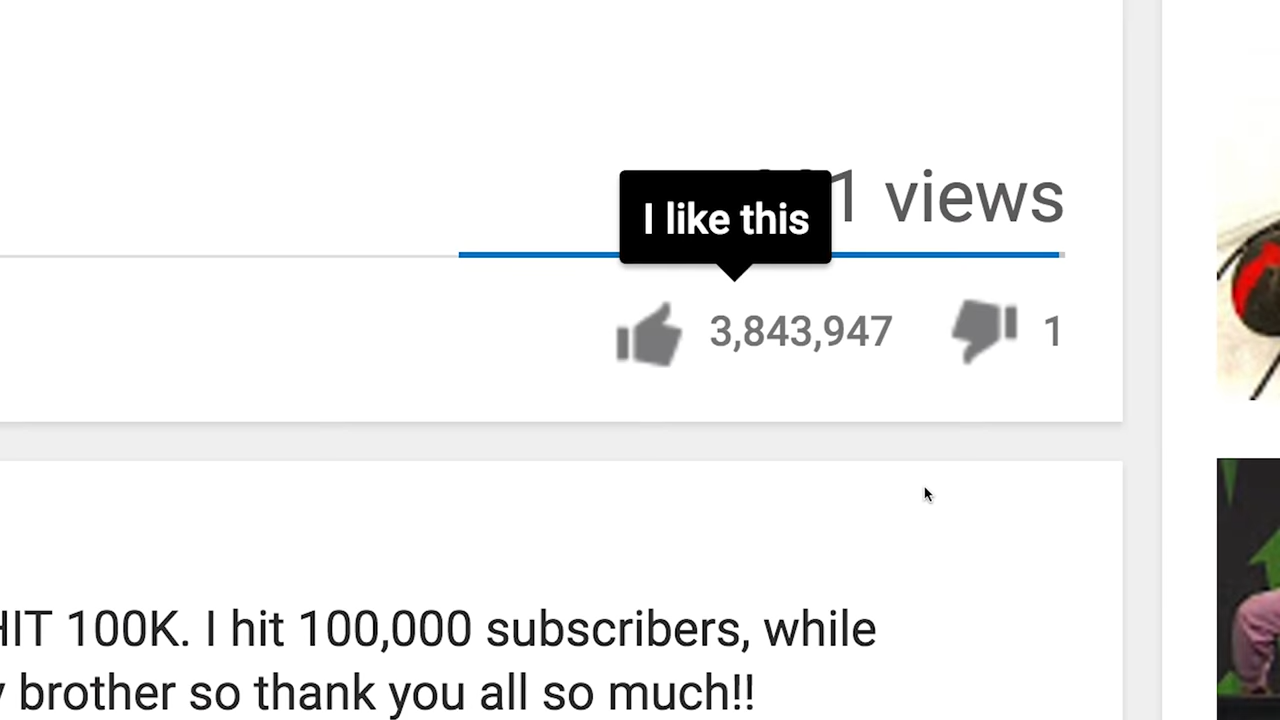 1 views
I like this
3,843,947 1
HIT 100K. I hit 100,000 subscribers, while
brother so thank you all so much!!